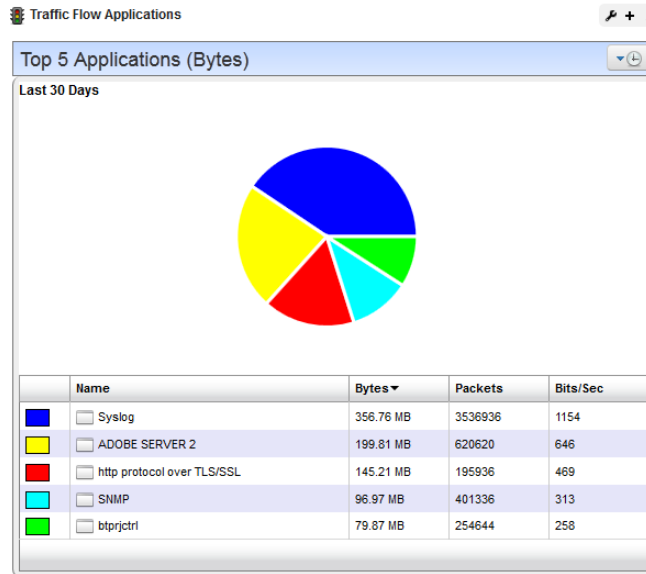 Traffic Flow Applications
Top 5 Applications (Bytes)
Last 30 Days
Name Bytes Packets Bits/Sec
Syslog 356.76 MB 3536936 1154
ADOBE SERVER 2 199.81 MB 620620 646
http protocol over TLS/SSL 145.21 MB 195936 469
SNMP 96.97 MB 401336 313
btprjctrl 79.87 MB 254644 258